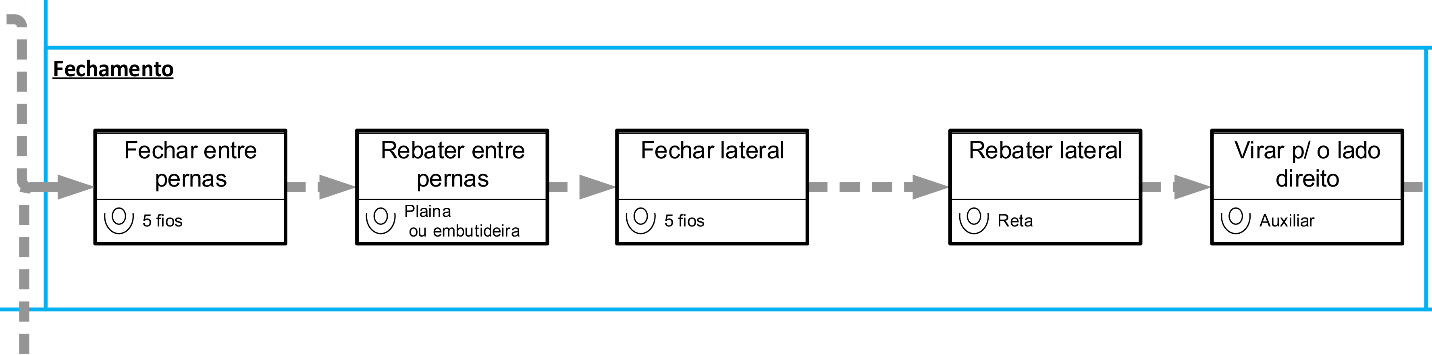 Fechamento
Fechar entre
pernas
5 fios
Rebater entre
pernas
Plaina
ou embutideira
Fechar lateral
5 fios
Rebater lateral
Reta
Virar p/ o lado
direito
Auxiliar